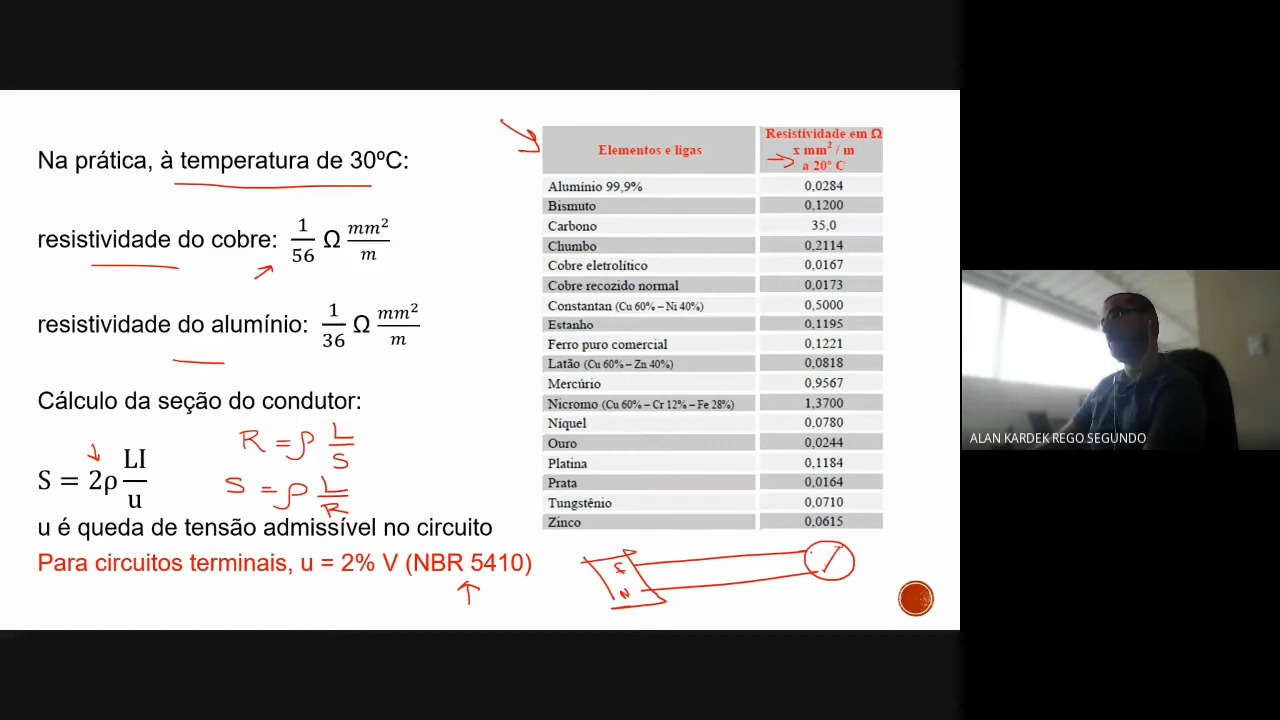 Na prática, à temperatura de 30ºC:
resistividade do cobre: 1/56 Ω mm²/m
resistividade do alumínio: 1/36 Ω mm²/m
Cálculo da seção do condutor:
R = ρ L/S
S = 2ρ LI/u
S = ρ L/R
u é queda de tensão admissível no circuito
Para circuitos terminais, u = 2% V (NBR 5410)
Elementos e ligas Resistividade em Ω
x mm² / m
a 20º C
Alumínio 99,9% 0,0284
Bismuto 0,1200
Carbono 35,0
Chumbo 0,2114
Cobre eletrolítico 0,0167
Cobre recozido normal 0,0173
Constantan (Cu 60% – Ni 40%) 0,5000
Estanho 0,1195
Ferro puro comercial 0,1221
Latão (Cu 60% – Zn 40%) 0,0818
Mercúrio 0,9567
Nicromo (Cu 60% – Cr 12% – Fe 28%) 1,3700
Níquel 0,0780
Ouro 0,0244
Platina 0,1184
Prata 0,0164
Tungstênio 0,0710
Zinco 0,0615
f
N
ALAN KARDEK REGO SEGUNDO